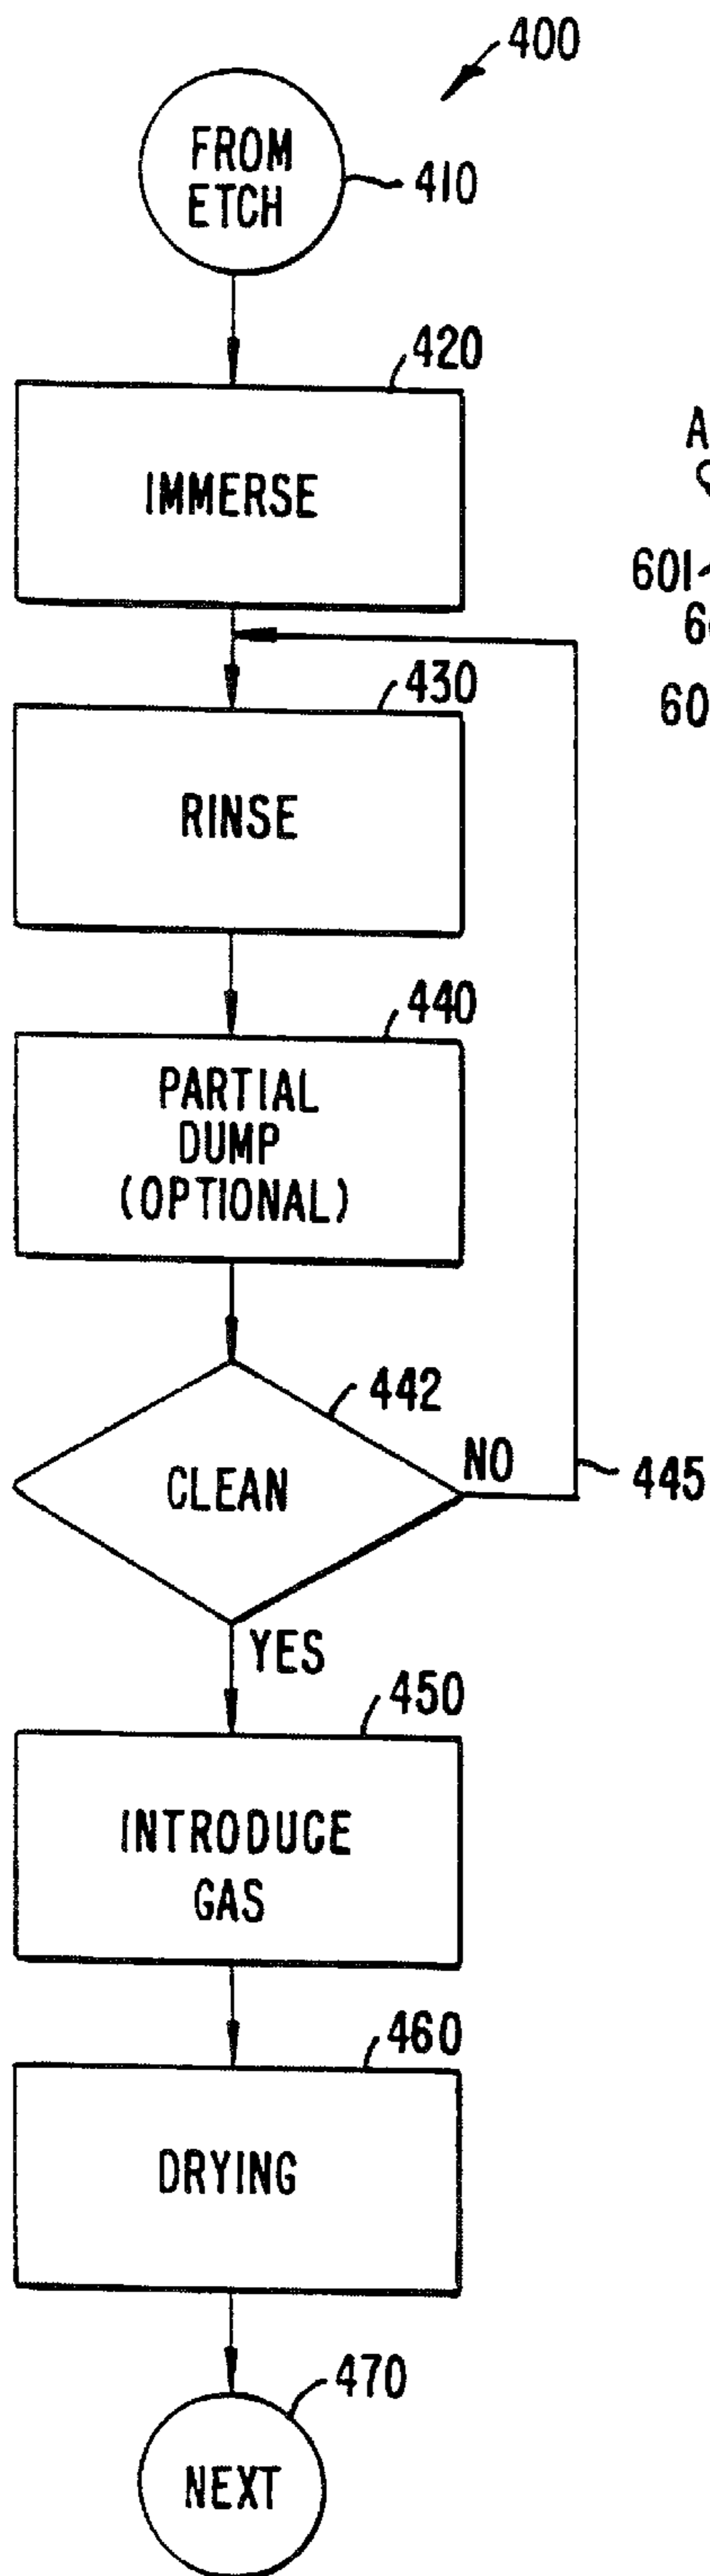 400
FROM
ETCH
410
420
IMMERSE
430
RINSE
440
PARTIAL
DUMP
(OPTIONAL)
442
CLEAN
NO
445
YES
450
INTRODUCE
GAS
460
DRYING
470
NEXT
601